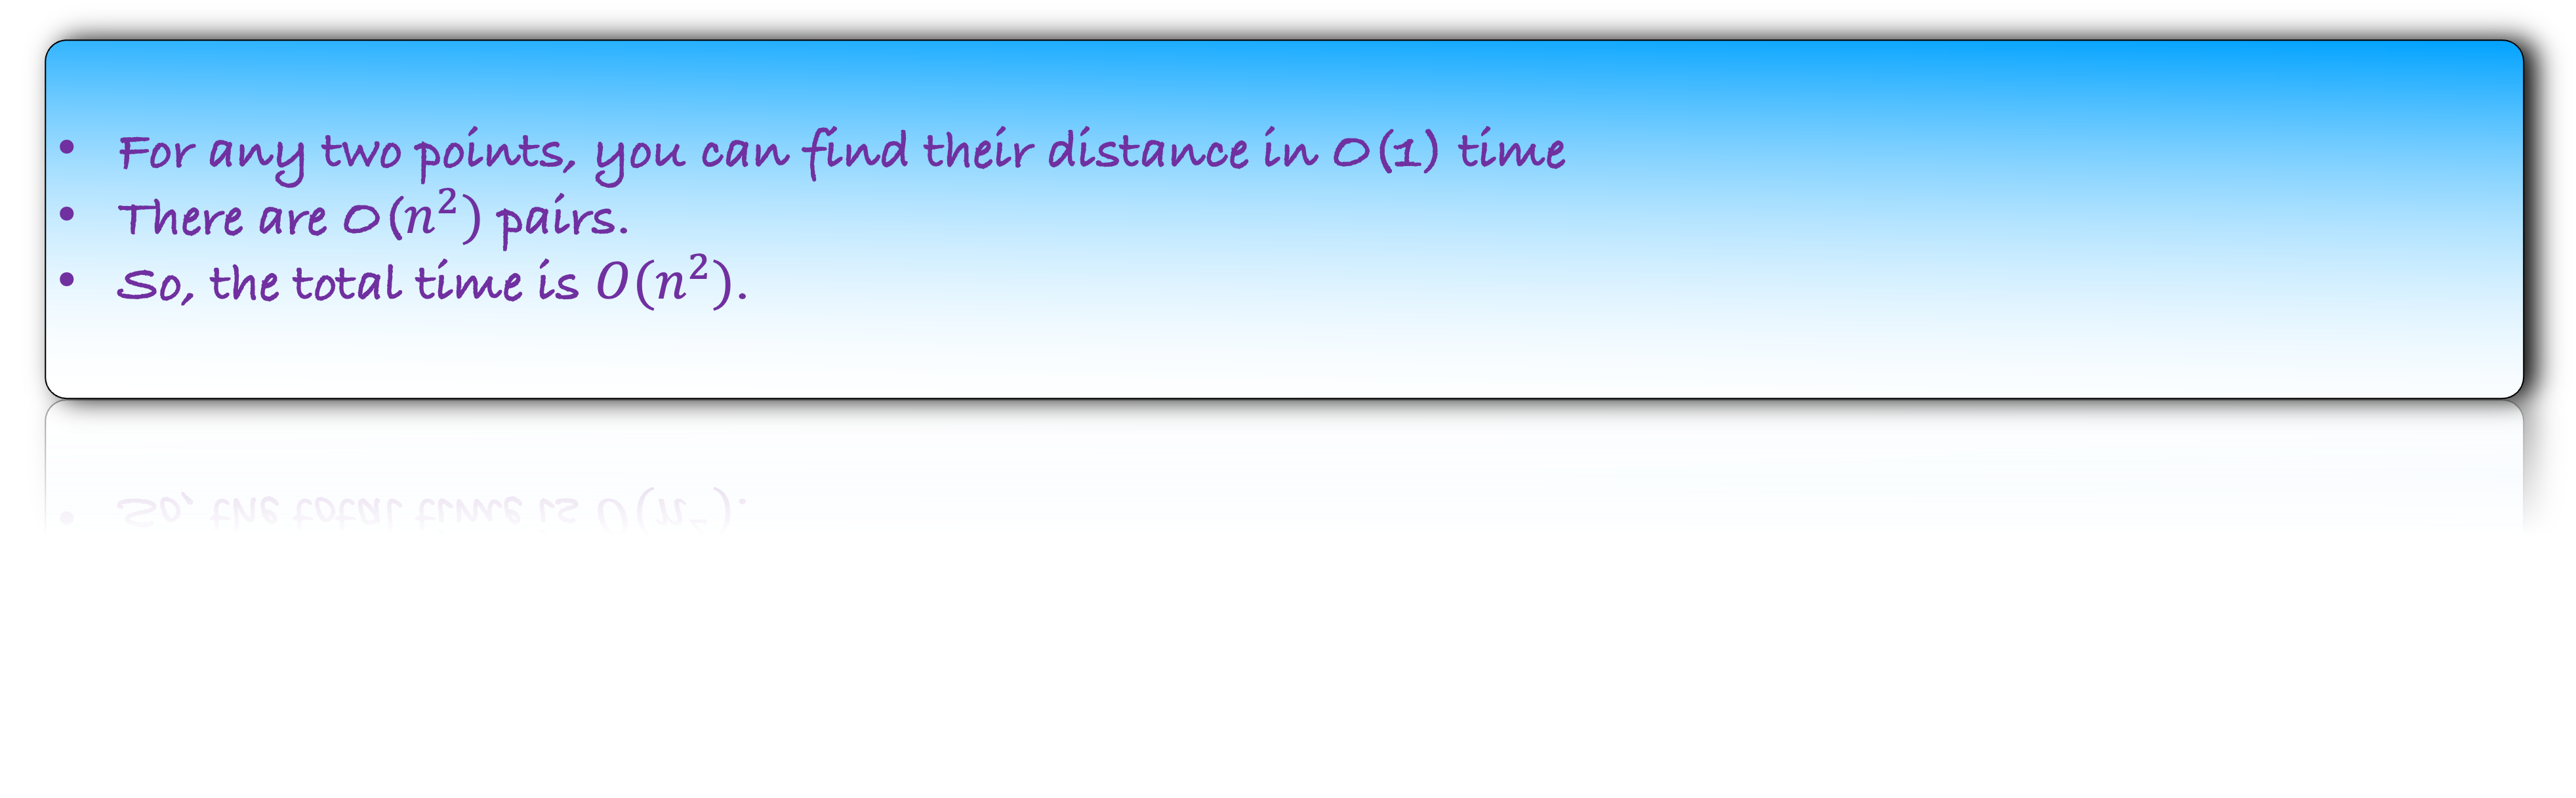 • For any two points, you can find their distance in O(1) time
• There are O(n²) pairs.
• So, the total time is O(n²).